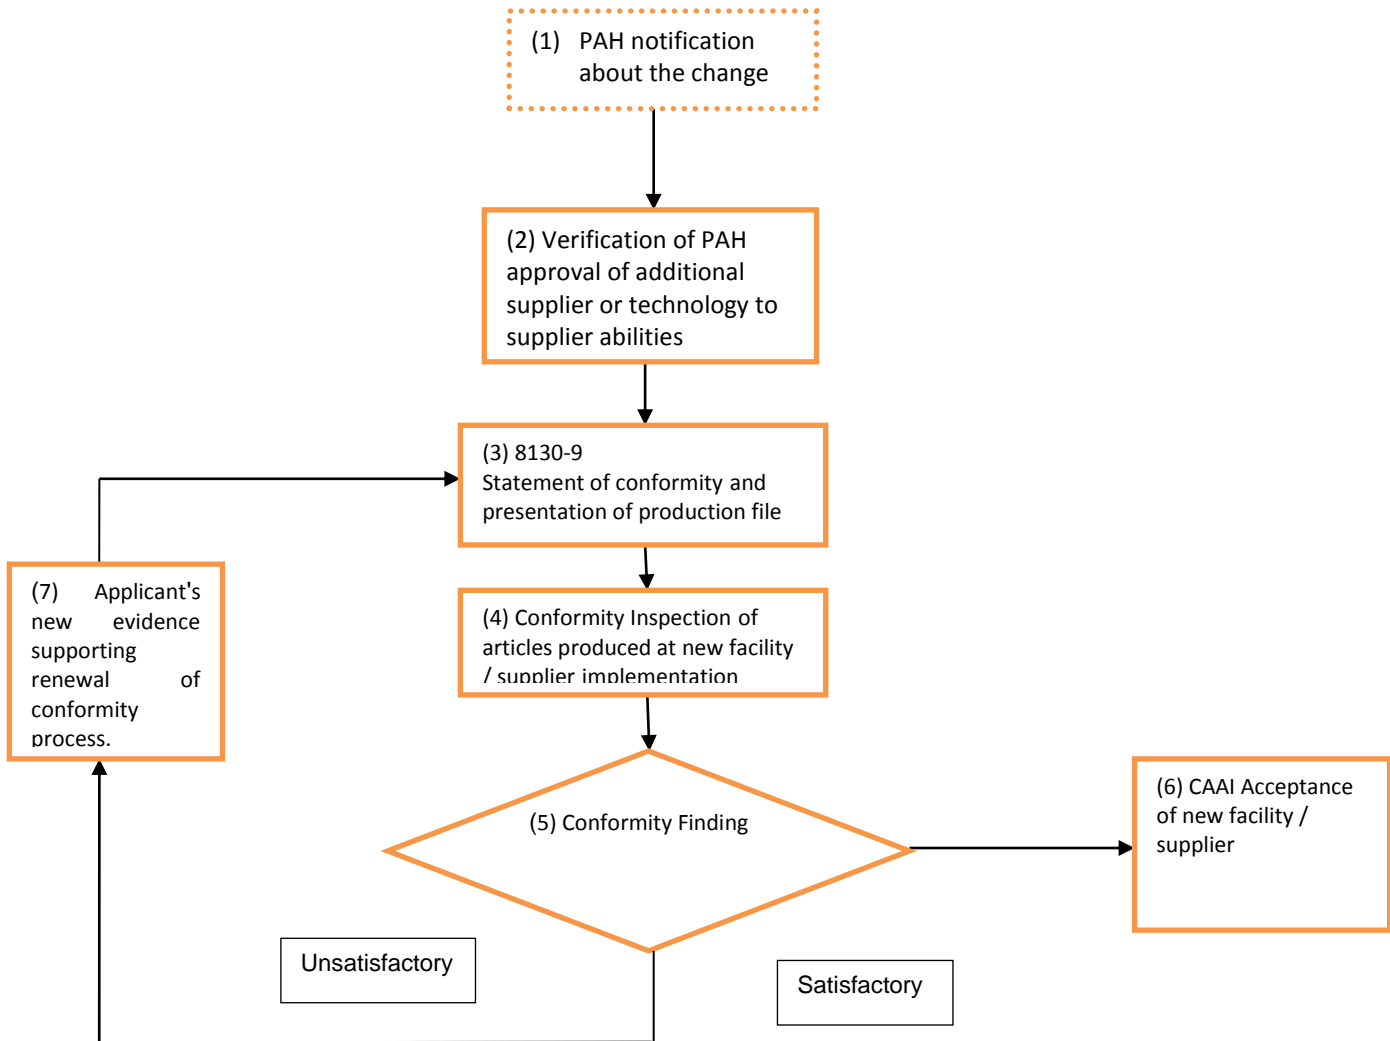 (1) PAH notification
about the change
(2) Verification of PAH
approval of additional
supplier or technology to
supplier abilities
(3) 8130-9
Statement of conformity and
presentation of production file
(4) Conformity Inspection of
articles produced at new facility
/ supplier implementation
(7) Applicant's
new evidence
supporting
renewal of
conformity
process.
(5) Conformity Finding
(6) CAAI Acceptance
of new facility /
supplier
Unsatisfactory
Satisfactory